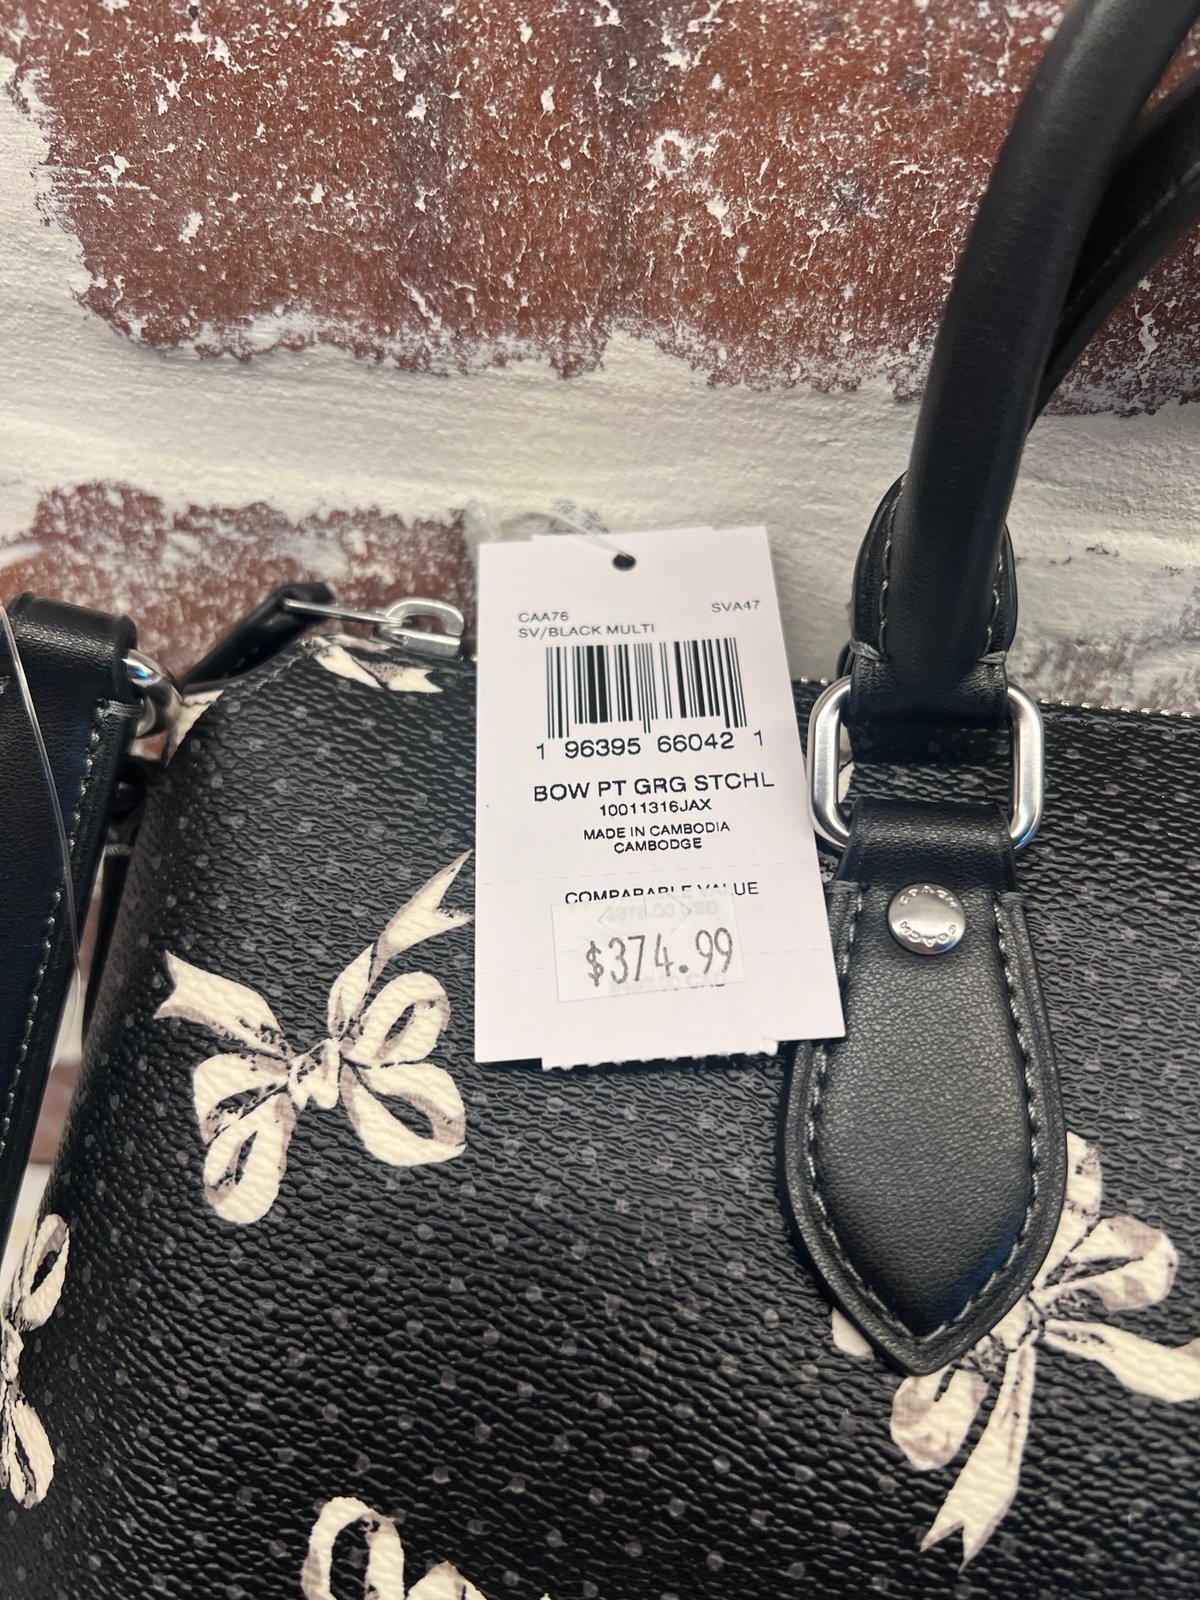 CAA76 SVA47
SV/BLACK MULTI
1 96395 66042 1
BOW PT GRG STCHL
10011316JAX
MADE IN CAMBODIA
CAMBODGE
COMPARABLE VALUE
$374.99
COACH COACH